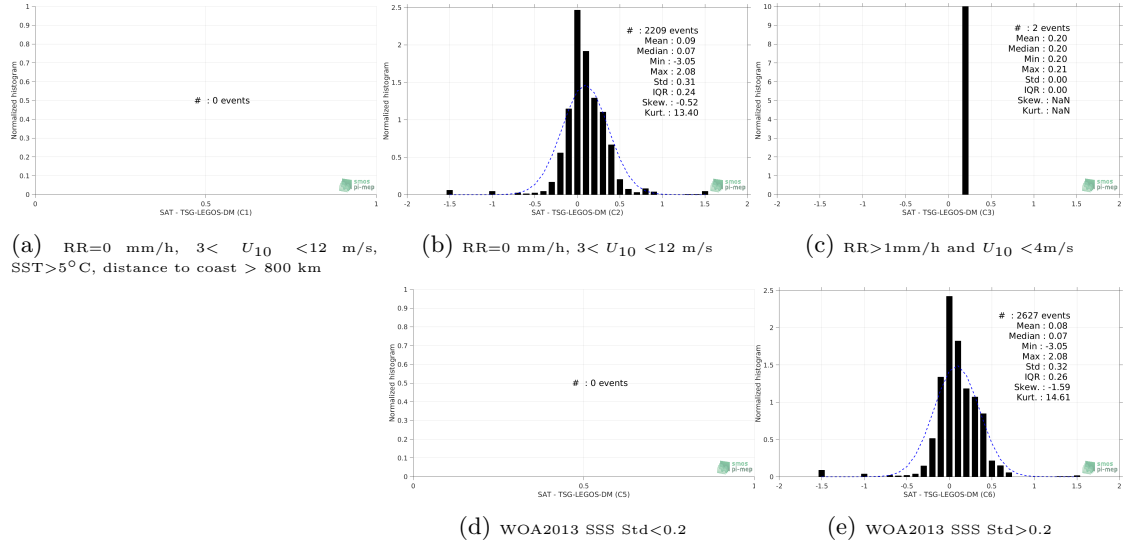 1
0.9
0.8
0.7
0.6
0.5
0.4
0.3
0.2
0.1
0
Normalized histogram
# : 0 events
smos
pi-mep
0 0.5 1
SAT - TSG-LEGOS-DM (C1)
(a) RR=0 mm/h, 3< U10 <12 m/s,
SST>5°C, distance to coast > 800 km
2.5
2
1.5
1
0.5
0
Normalized histogram
# : 2209 events
Mean : 0.09
Median : 0.07
Min : -3.05
Max : 2.08
Std : 0.31
IQR : 0.24
Skew. : -0.52
Kurt. : 13.40
smos
pi-mep
-2 -1.5 -1 -0.5 0 0.5 1 1.5 2
SAT - TSG-LEGOS-DM (C2)
(b) RR=0 mm/h, 3< U10 <12 m/s
10
9
8
7
6
5
4
3
2
1
0
Normalized histogram
# : 2 events
Mean : 0.20
Median : 0.20
Min : 0.20
Max : 0.21
Std : 0.00
IQR : 0.00
Skew. : NaN
Kurt. : NaN
smos
pi-mep
-2 -1.5 -1 -0.5 0 0.5 1 1.5 2
SAT - TSG-LEGOS-DM (C3)
(c) RR>1mm/h and U10 <4m/s
1
0.9
0.8
0.7
0.6
0.5
0.4
0.3
0.2
0.1
0
Normalized histogram
# : 0 events
smos
pi-mep
0 0.5 1
SAT - TSG-LEGOS-DM (C5)
(d) WOA2013 SSS Std<0.2
2.5
2
1.5
1
0.5
0
Normalized histogram
# : 2627 events
Mean : 0.08
Median : 0.07
Min : -3.05
Max : 2.08
Std : 0.32
IQR : 0.26
Skew. : -1.59
Kurt. : 14.61
smos
pi-mep
-2 -1.5 -1 -0.5 0 0.5 1 1.5 2
SAT - TSG-LEGOS-DM (C6)
(e) WOA2013 SSS Std>0.2